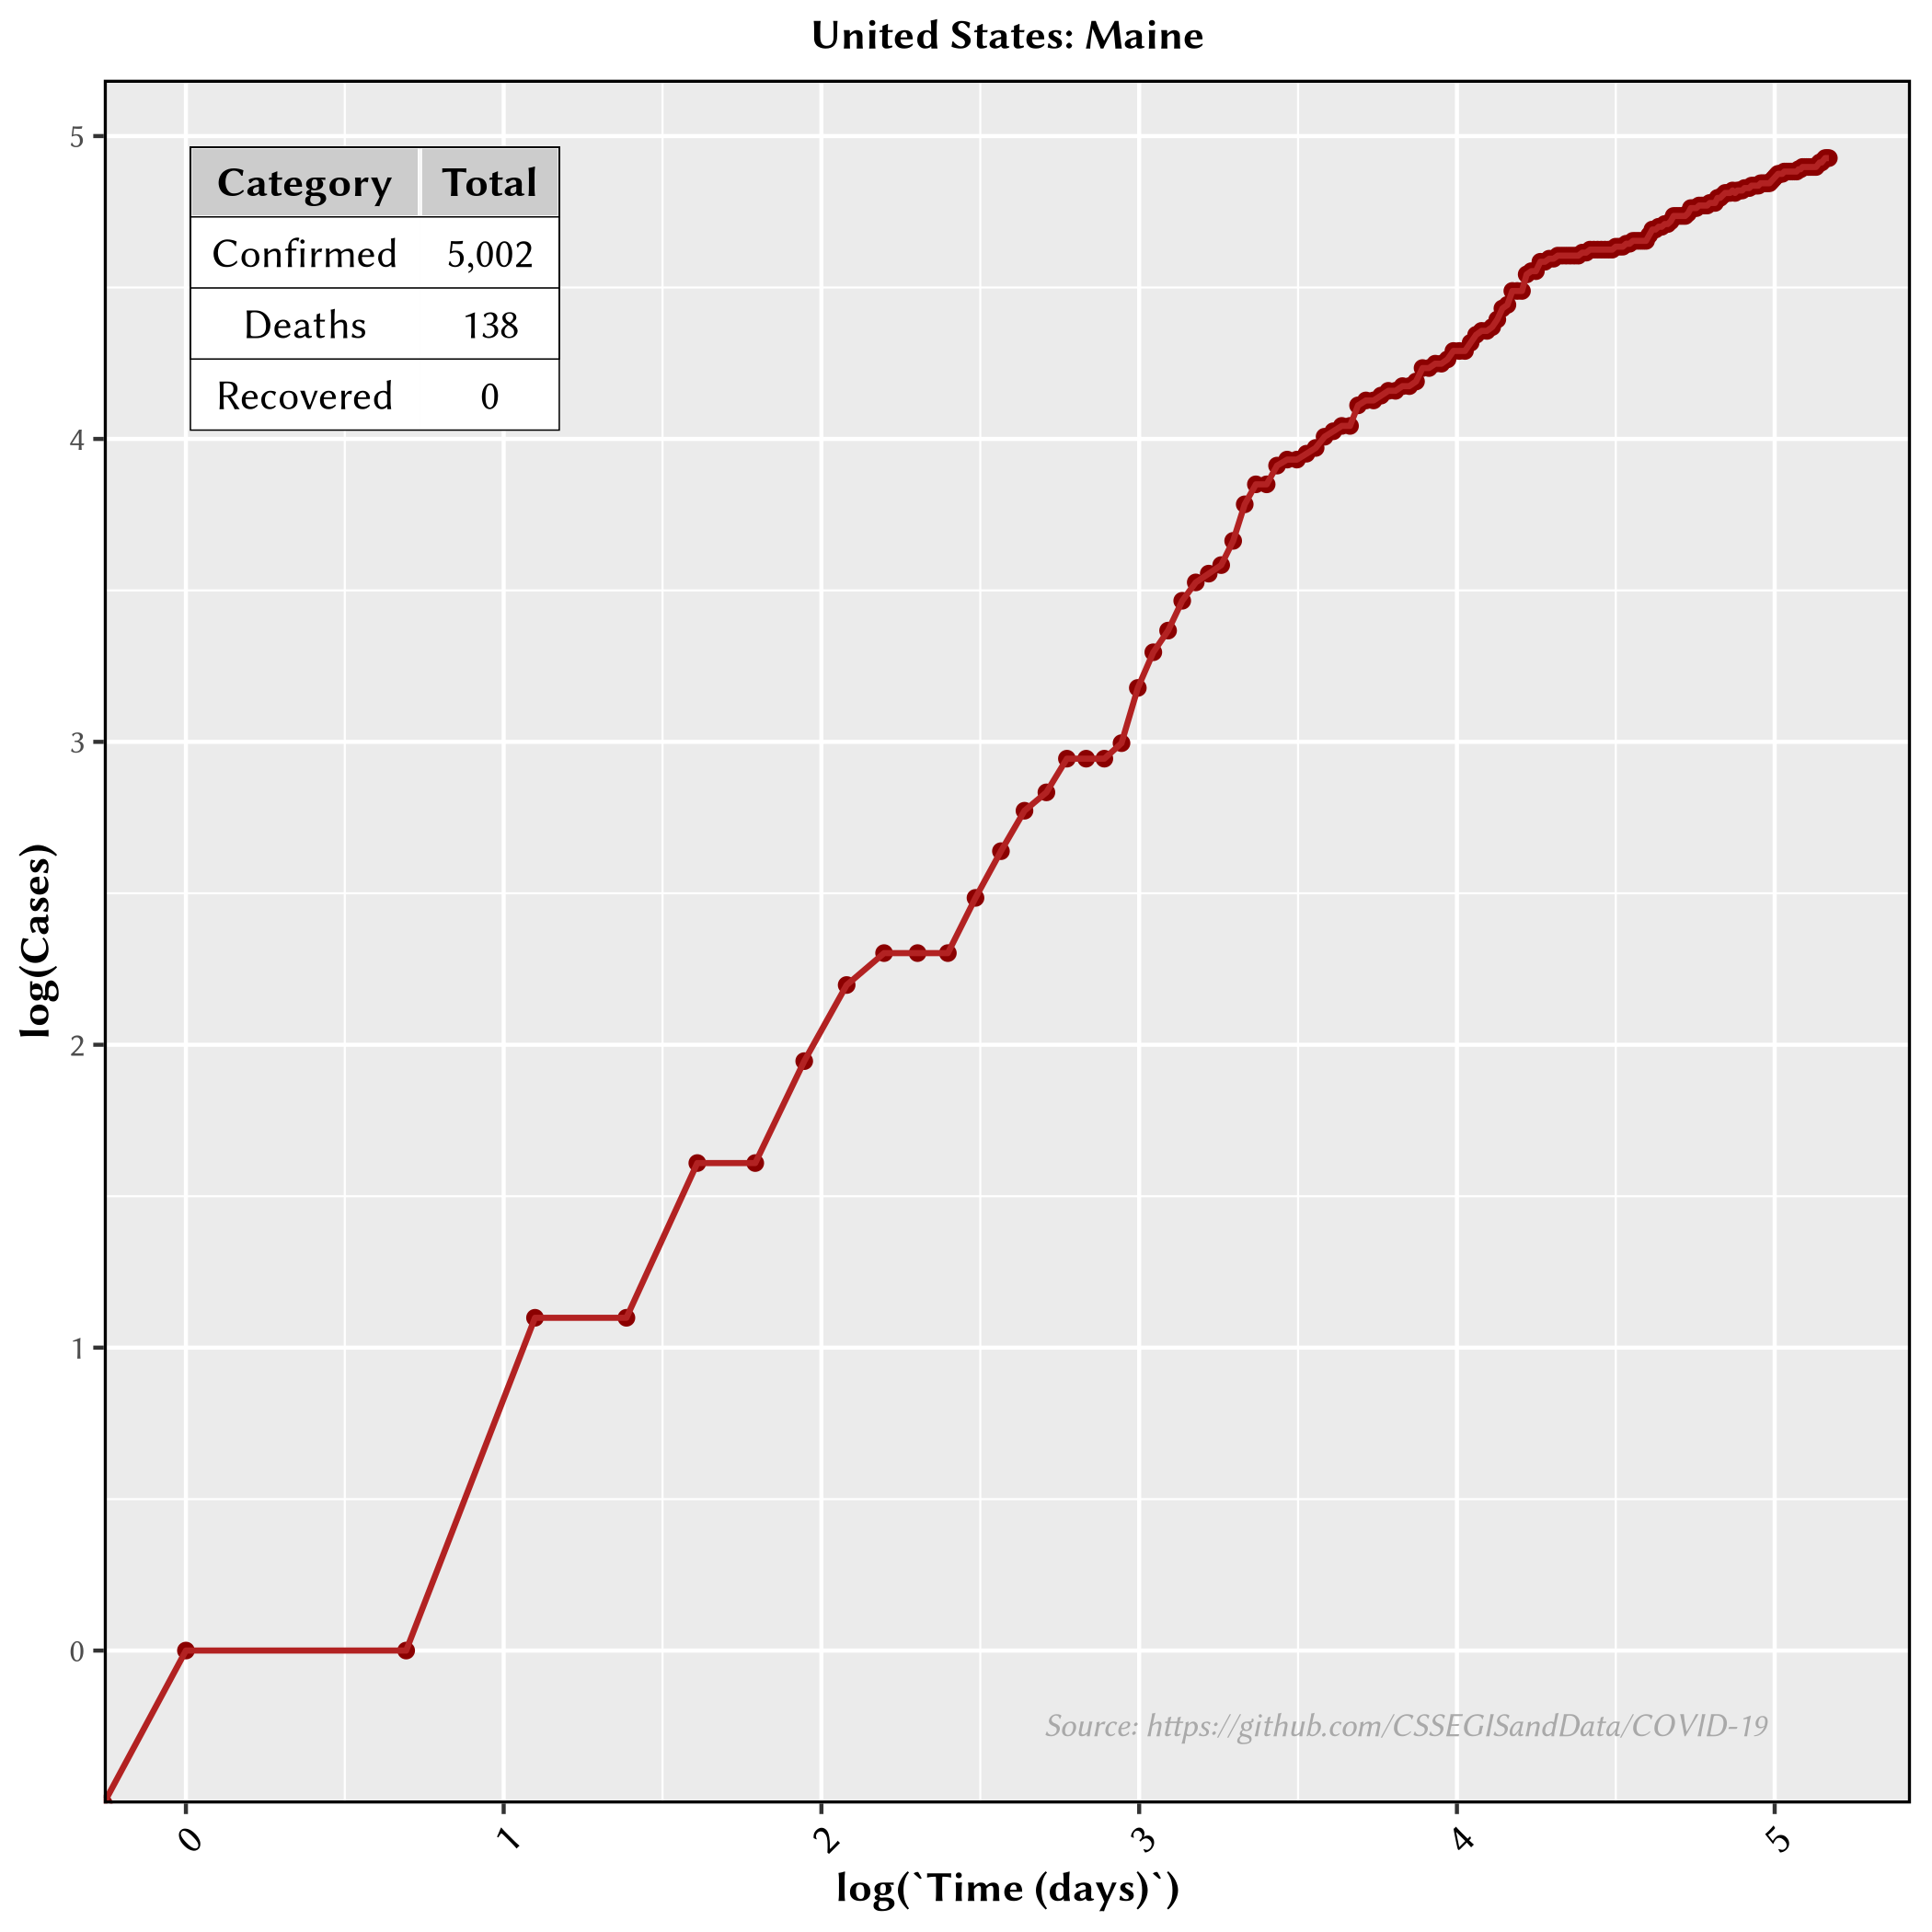 United States: Maine
Category Total
Confirmed 5,002
Deaths 138
Recovered 0
5
4
3
2
1
0
log(Cases)
Source: https://github.com/CSSEGISandData/COVID-19
0 1 2 3 4 5
log(`Time (days)`)